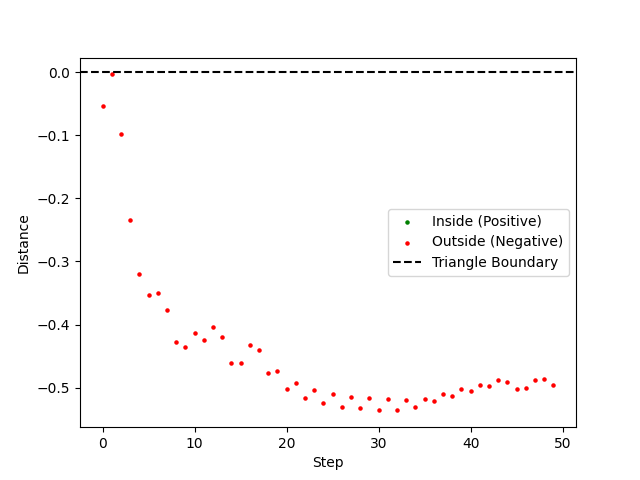 0.0
−0.1
−0.2
−0.3
−0.4
−0.5
Distance
Inside (Positive)
Outside (Negative)
Triangle Boundary
0 10 20 30 40 50
Step